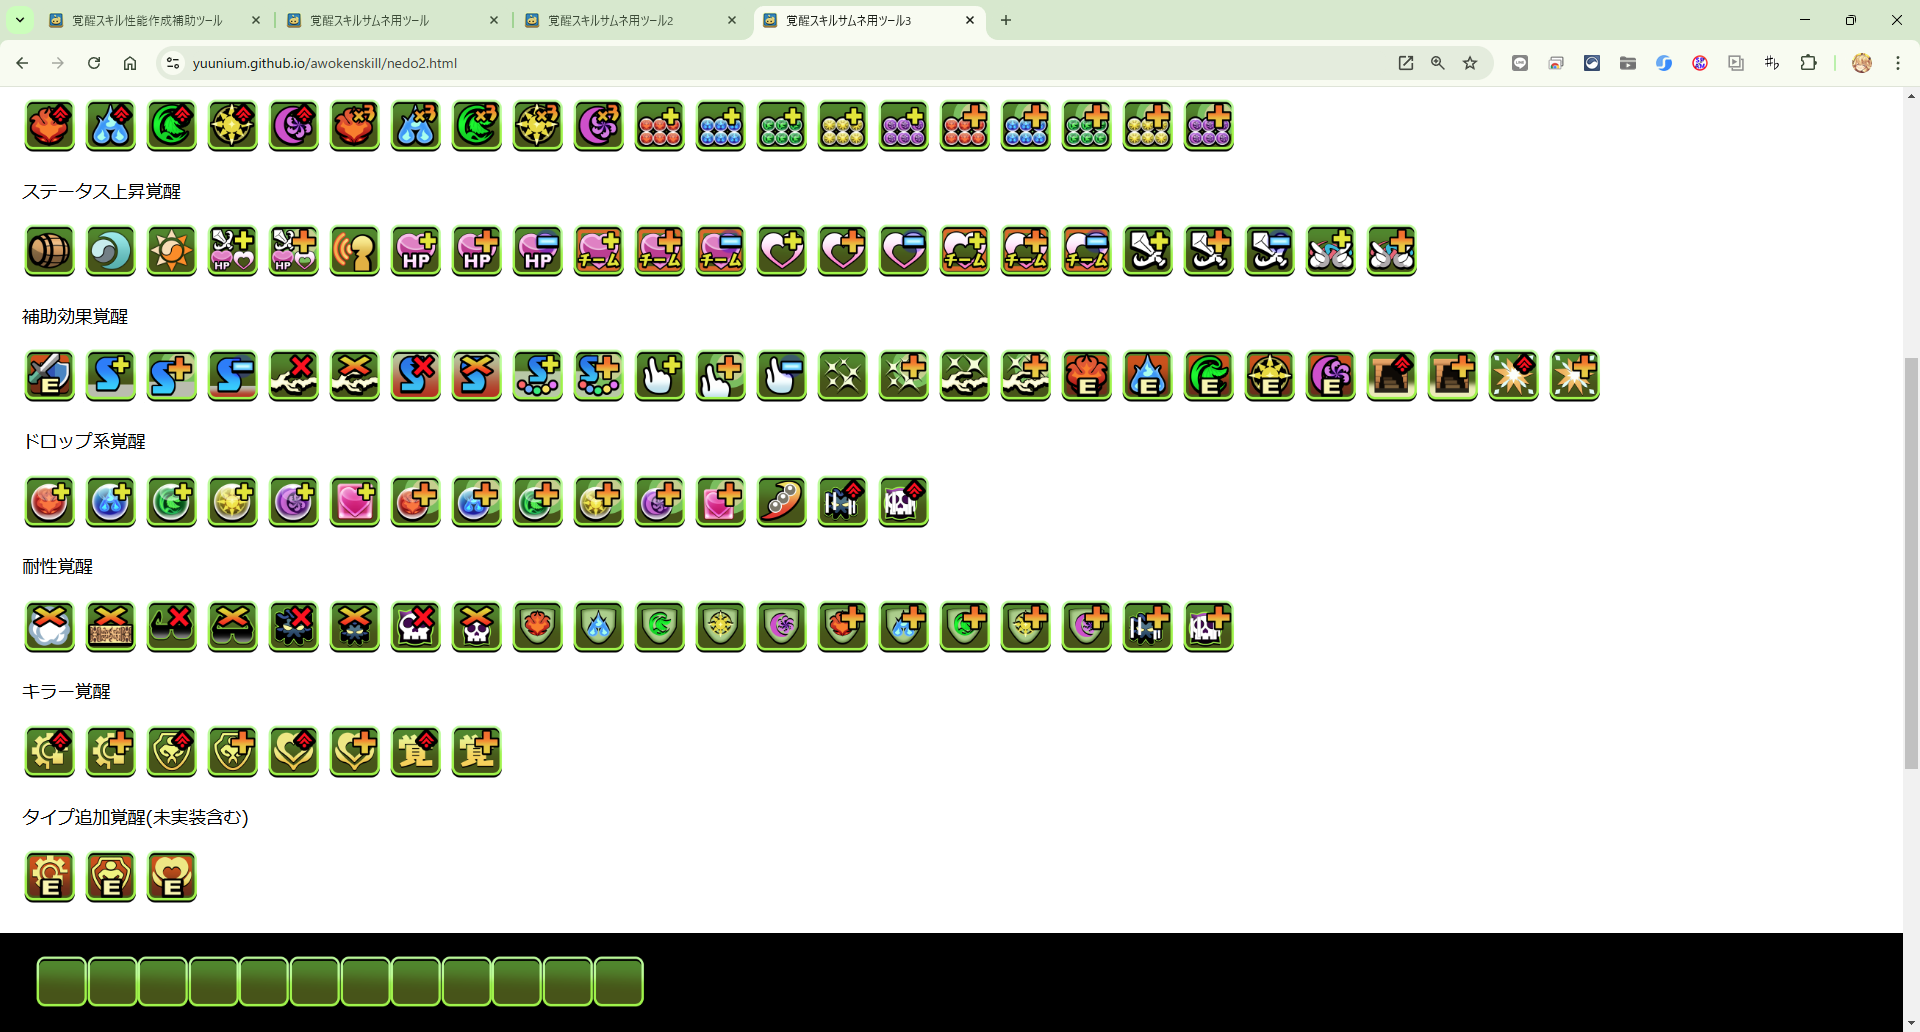 覚醒スキル性能作成補助ツール
覚醒スキルサムネ用ツール
覚醒スキルサムネ用ツール2
覚醒スキルサムネ用ツール3
yuunium.github.io/awokenskill/nedo2.html
×3 ×3 ×3 ×3 ×3
ステータス上昇覚醒
HP HP HP HP HP チーム チーム チーム チーム チーム チーム
補助効果覚醒
E S S S S S S S E E E E E
ドロップ系覚醒
耐性覚醒
キラー覚醒
覚 覚
タイプ追加覚醒(未実装含む)
E E E